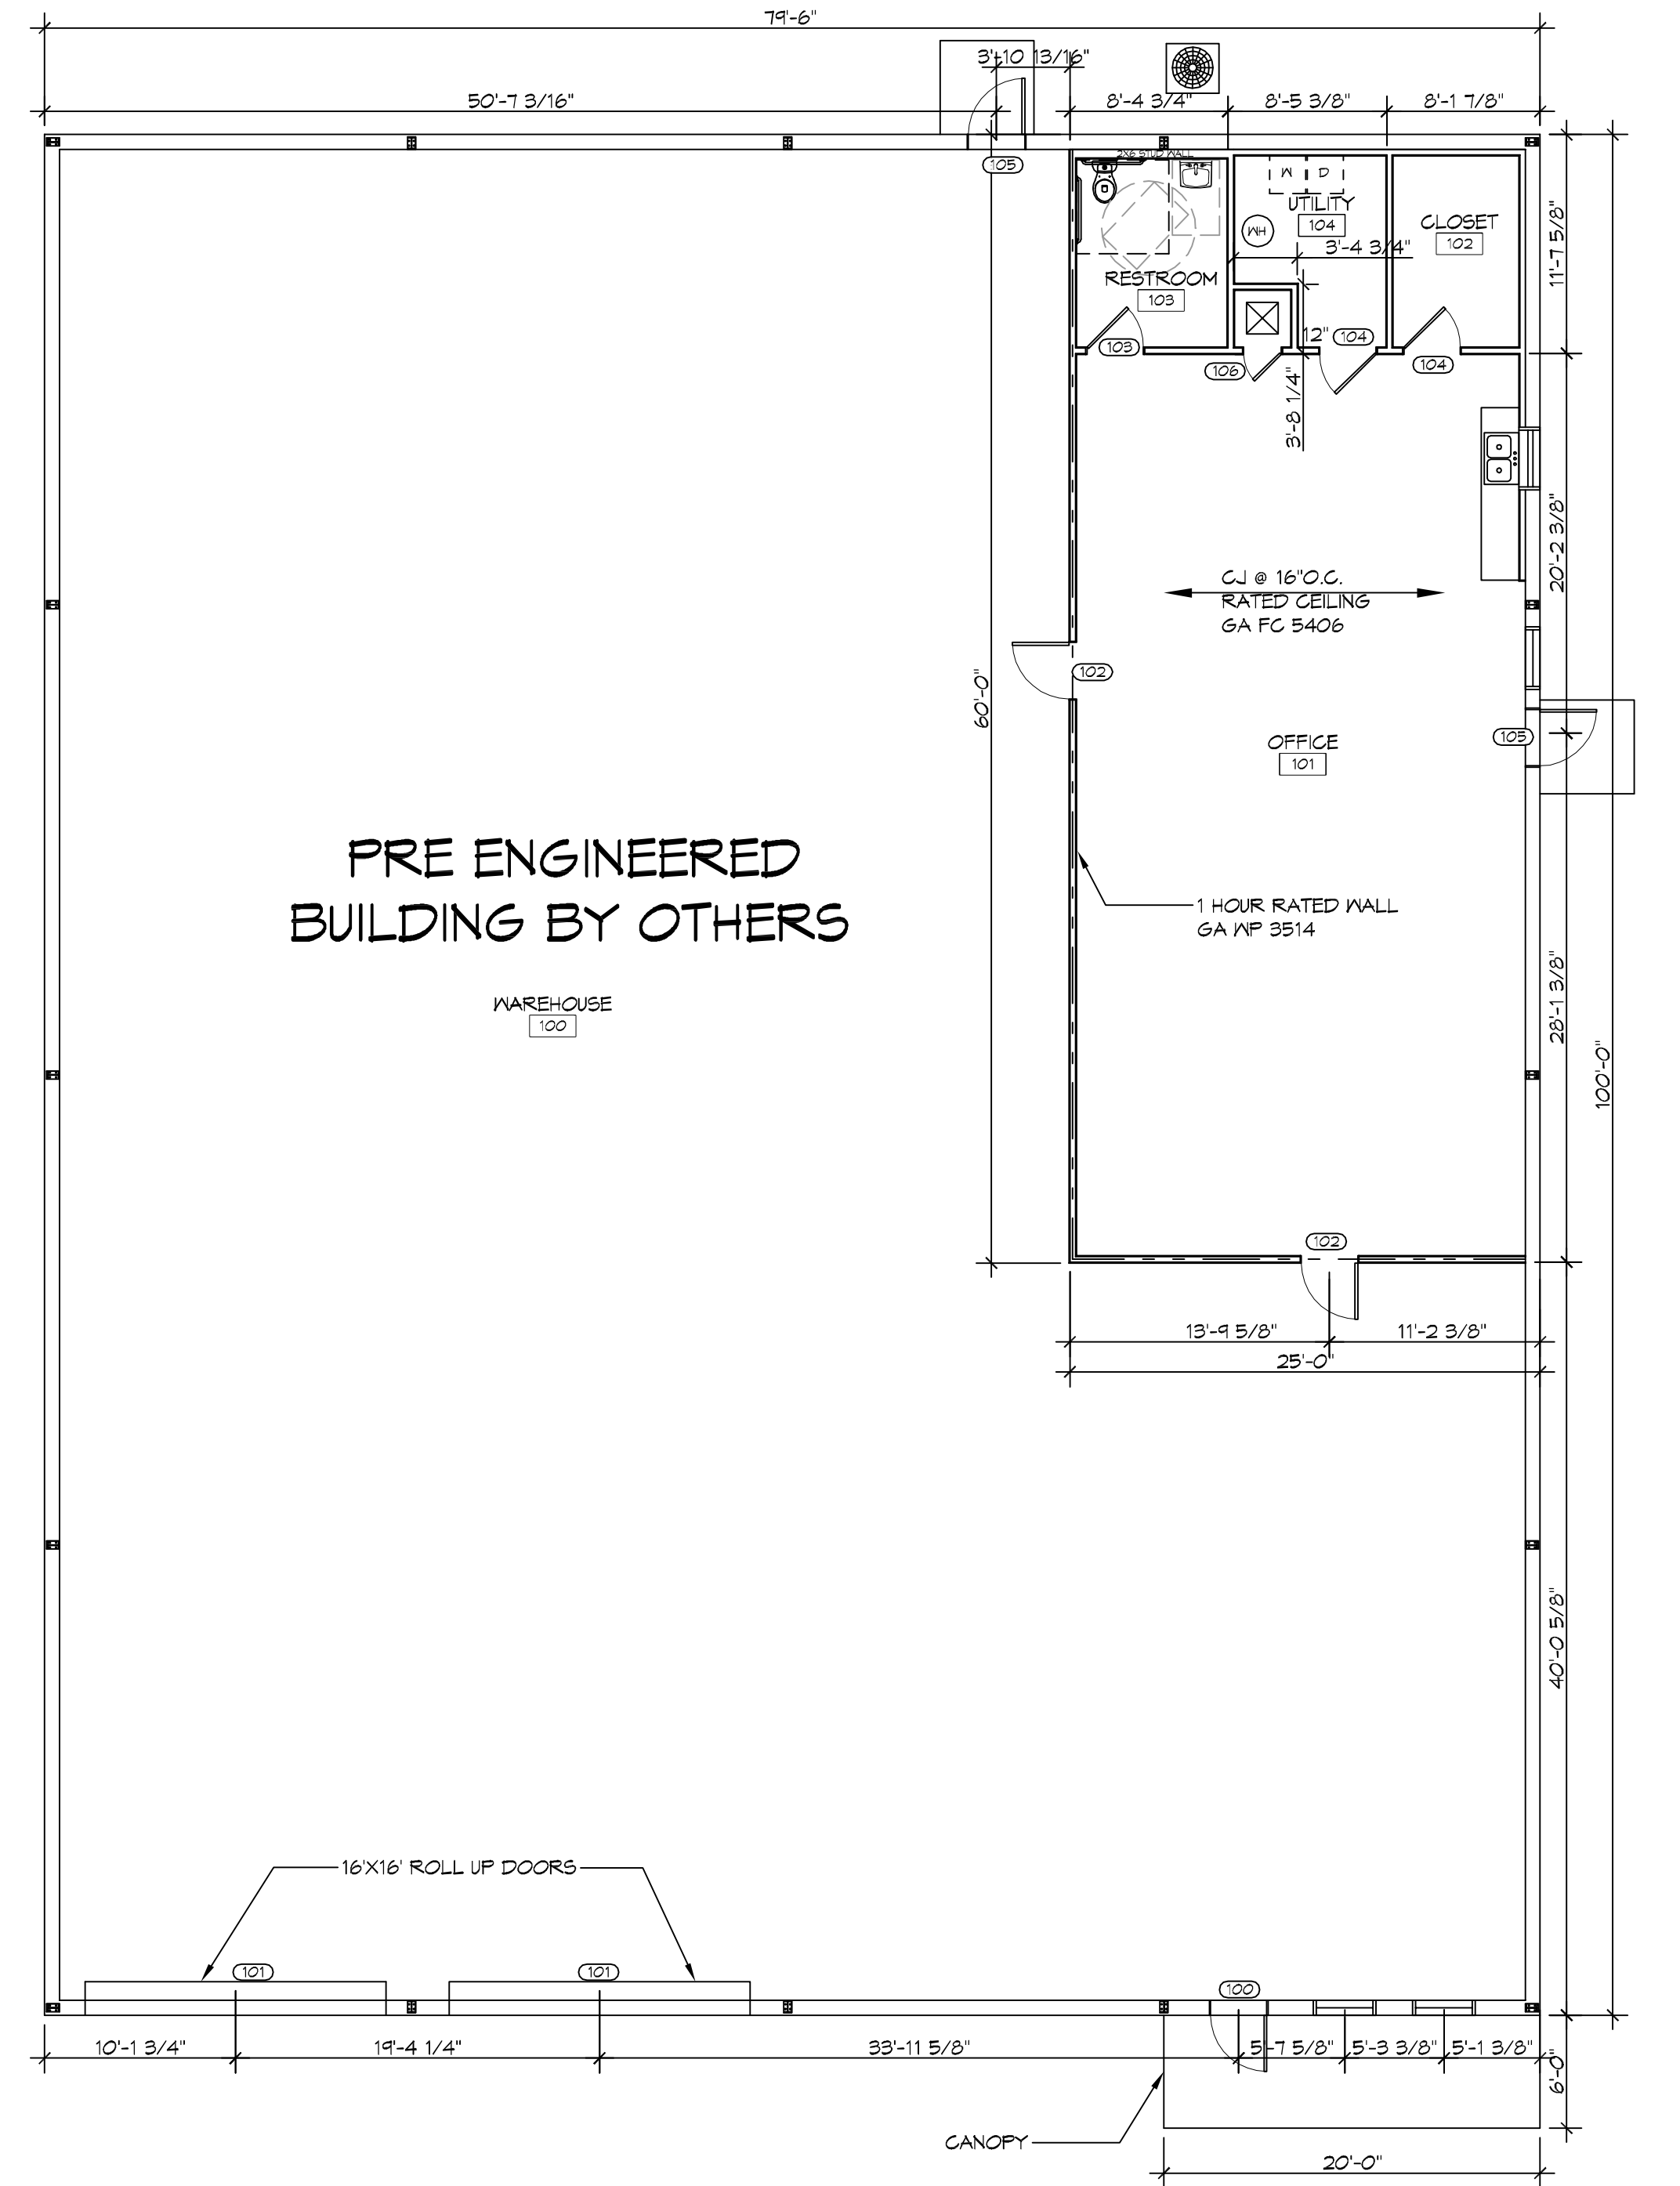 79'-6"
3'-10 13/16"
50'-7 3/16"
8'-4 3/4"
8'-5 3/8"
8'-1 7/8"
105
2X6 STUD WALL
W
D
UTILITY
104
CLOSET
102
WH
3'-4 3/4"
11'-7 5/8"
RESTROOM
103
12"
104
103
106
104
3'-8 1/4"
20'-2 3/8"
CJ @ 16"O.C.
RATED CEILING
GA FC 5406
102
60'-0"
105
OFFICE
101
PRE ENGINEERED
BUILDING BY OTHERS
1 HOUR RATED WALL
GA WP 3514
WAREHOUSE
100
28'-1 3/8"
100'-0"
102
13'-9 5/8"
11'-2 3/8"
25'-0"
40'-0 5/8"
16'X16' ROLL UP DOORS
101
101
100
10'-1 3/4"
19'-4 1/4"
33'-11 5/8"
5'-7 5/8"
5'-3 3/8"
5'-1 3/8"
6'-0"
CANOPY
20'-0"